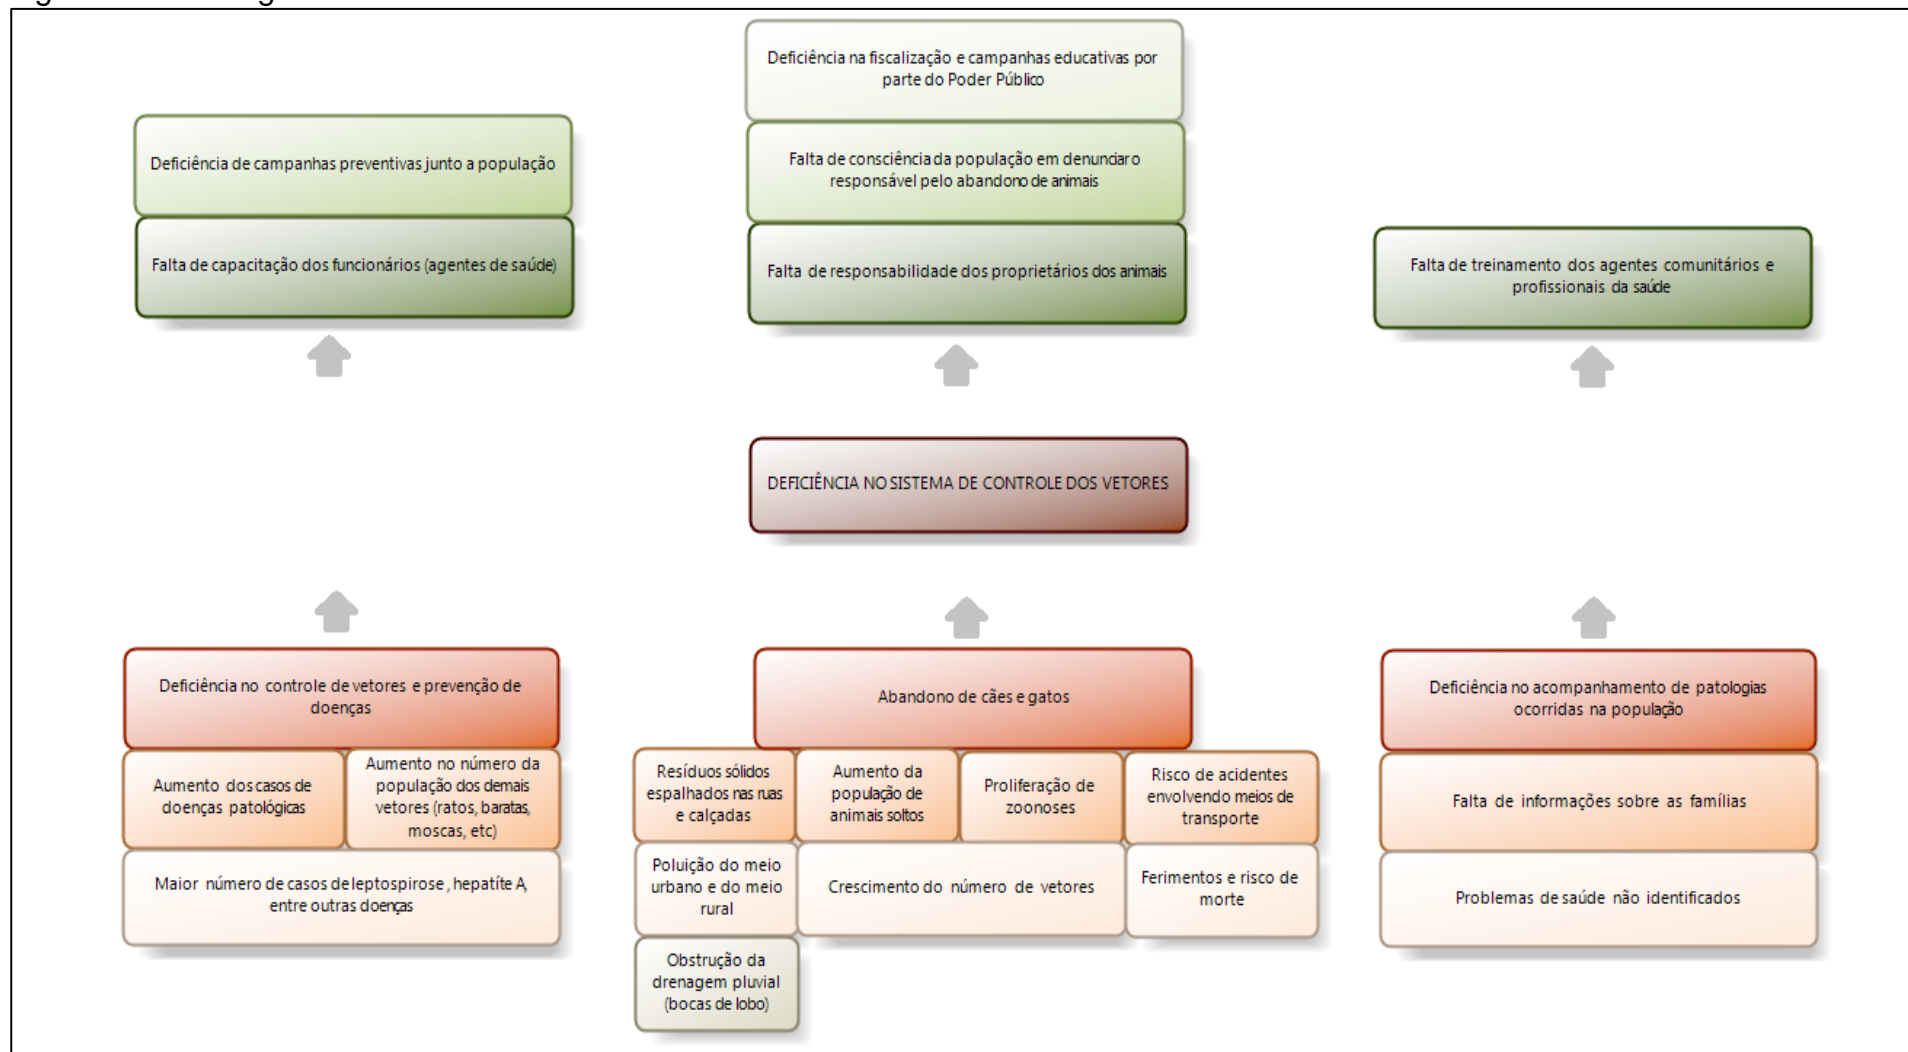 Deficiência na fiscalização e campanhas educativas por
parte do Poder Público
Deficiência de campanhas preventivas junto a população
Falta de consciência da população em denunciar o
responsável pelo abandono de animais
Falta de capacitação dos funcionários (agentes de saúde)
Falta de responsabilidade dos proprietários dos animais
Falta de treinamento dos agentes comunitários e
profissionais da saúde
DEFICIÊNCIA NO SISTEMA DE CONTROLE DOS VETORES
Deficiência no controle de vetores e prevenção de
doenças
Aumento dos casos de
doenças patológicas
Aumento no número da
população dos demais
vetores (ratos, baratas,
moscas, etc)
Maior número de casos de leptospirose, hepatíte A,
entre outras doenças
Abandono de cães e gatos
Resíduos sólidos
espalhados nas ruas
e calçadas
Aumento da
população de
animais soltos
Proliferação de
zoonoses
Risco de acidentes
envolvendo meios de
transporte
Poluição do meio
urbano e do meio
rural
Crescimento do número de vetores
Ferimentos e risco de
morte
Obstrução da
drenagem pluvial
(bocas de lobo)
Deficiência no acompanhamento de patologias
ocorridas na população
Falta de informações sobre as famílias
Problemas de saúde não identificados